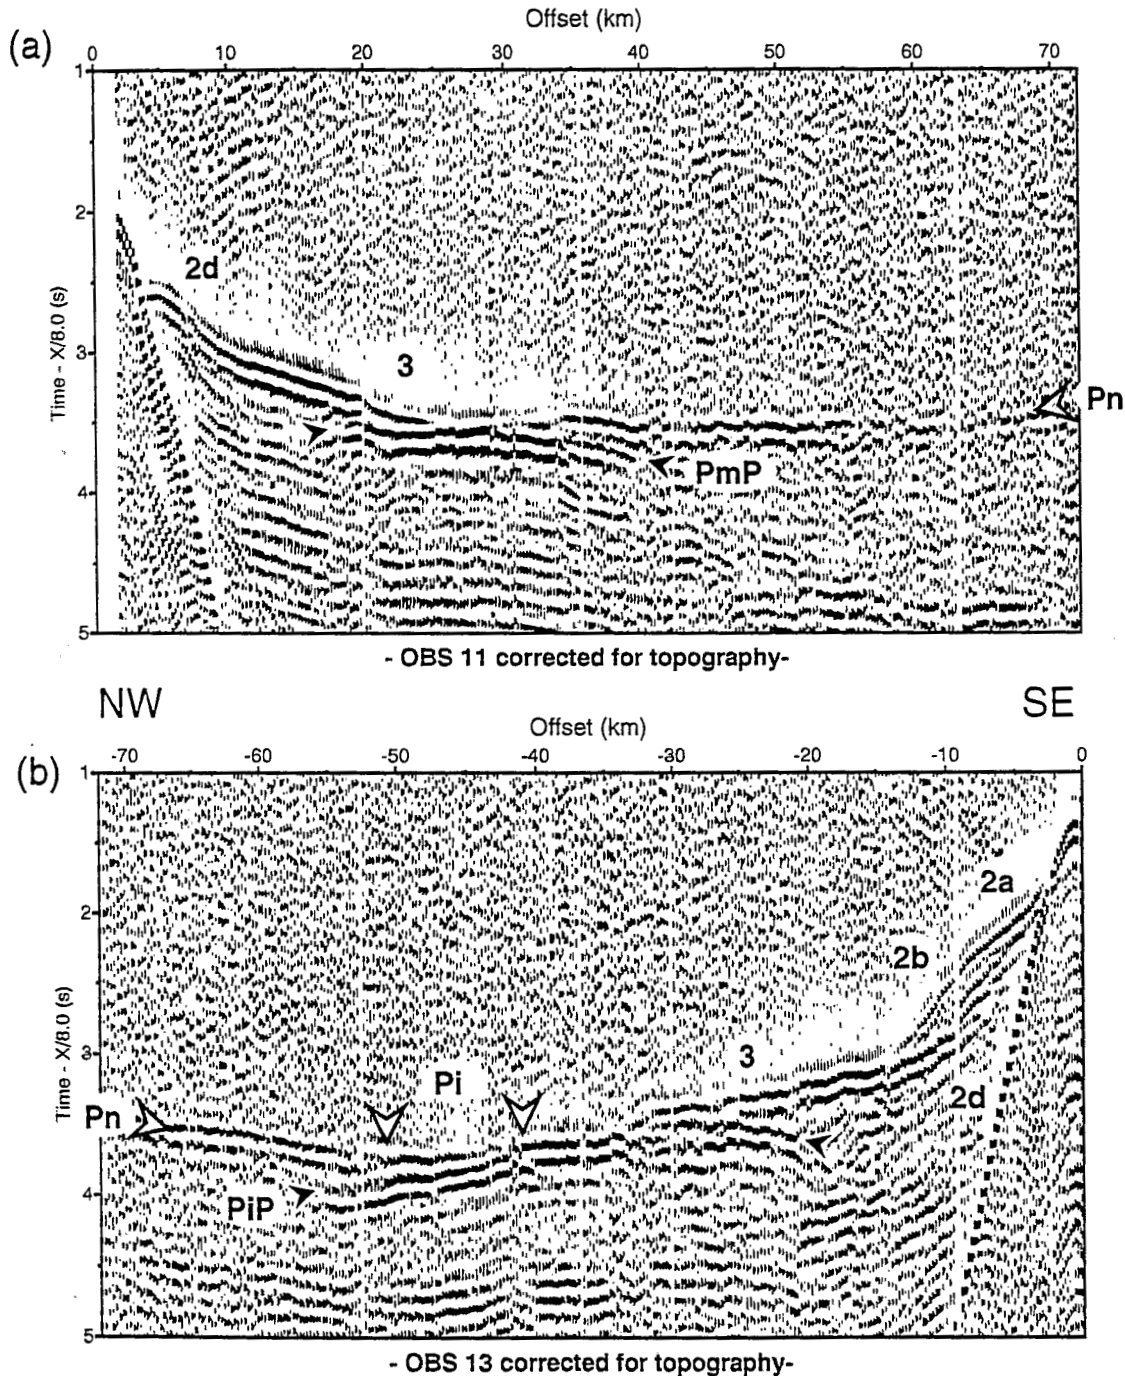 Offset (km)
(a)
0 10 20 30 40 50 60 70
1
2
2d
3
3
Time - X/8.0 (s)
Pn
PmP
4
5
- OBS 11 corrected for topography-
NW SE
Offset (km)
(b)
-70 -60 -50 -40 -30 -20 -10 0
1
2a
2
2b
Time - X/8.0 (s)
3
3
Pi
2d
Pn
4
PiP
5
- OBS 13 corrected for topography-